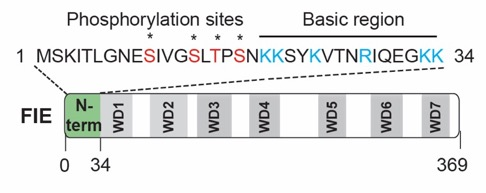 Phosphorylation sites Basic region
* * * *
1 MSKITLGNESIVGSLTPSNKKSYKVTNRIQEGKK 34
FIE N-term WD1 WD2 WD3 WD4 WD5 WD6 WD7
0 34 369